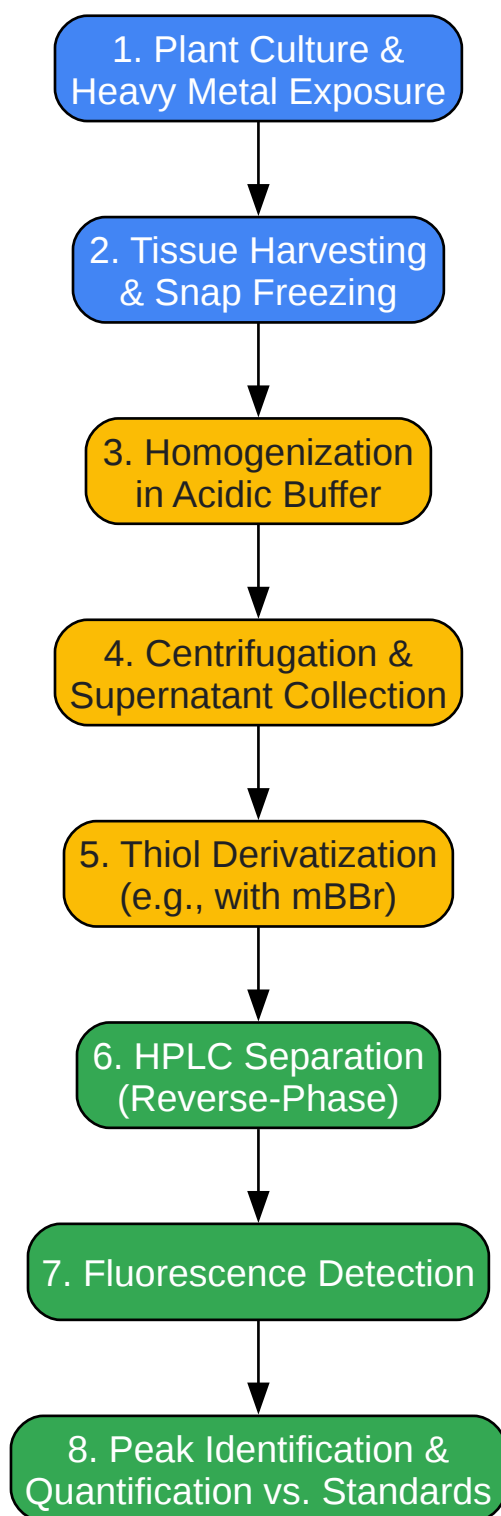 1. Plant Culture &
Heavy Metal Exposure
2. Tissue Harvesting
& Snap Freezing
3. Homogenization
in Acidic Buffer
4. Centrifugation &
Supernatant Collection
5. Thiol Derivatization
(e.g., with mBBr)
6. HPLC Separation
(Reverse-Phase)
7. Fluorescence Detection
8. Peak Identification &
Quantification vs. Standards